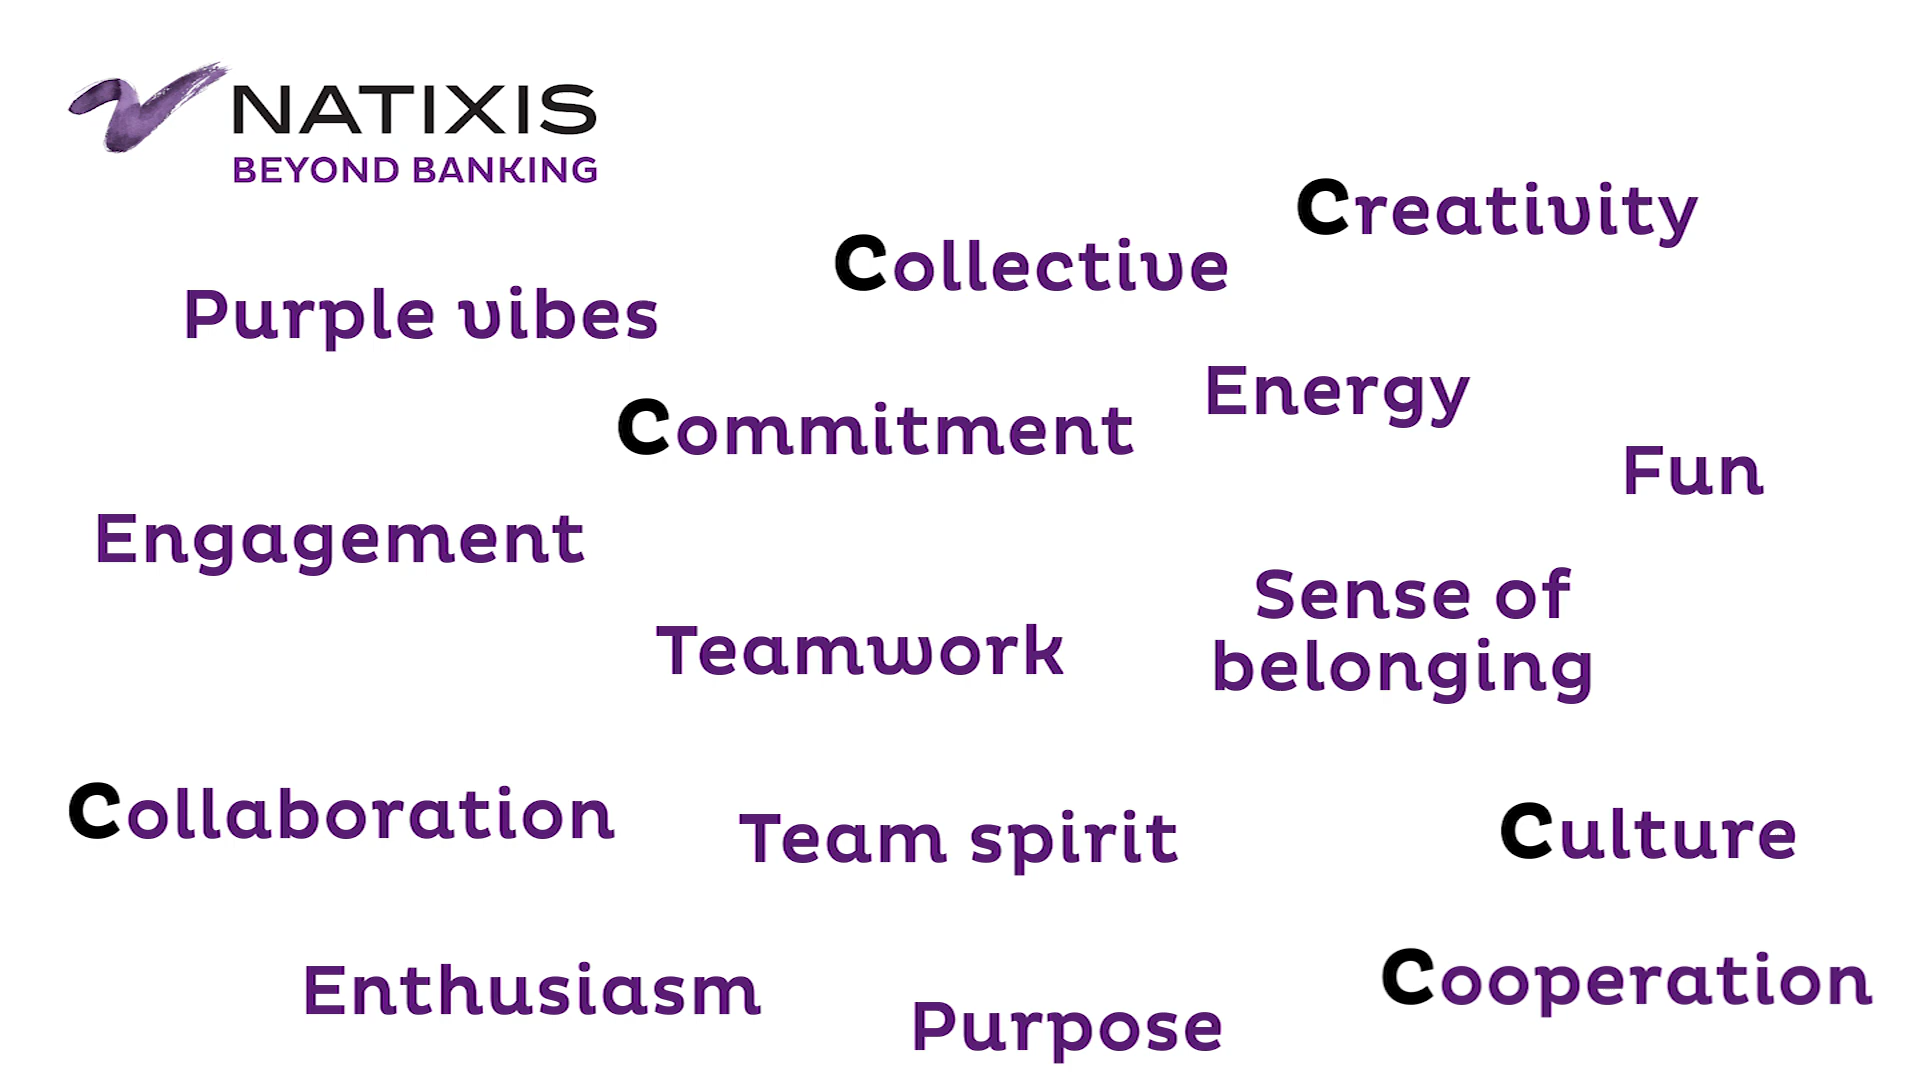 NATIXIS
BEYOND BANKING
Creativity
Collective
Purple vibes
Energy
Commitment
Fun
Engagement
Sense of
belonging
Teamwork
Collaboration
Team spirit
Culture
Cooperation
Enthusiasm
Purpose